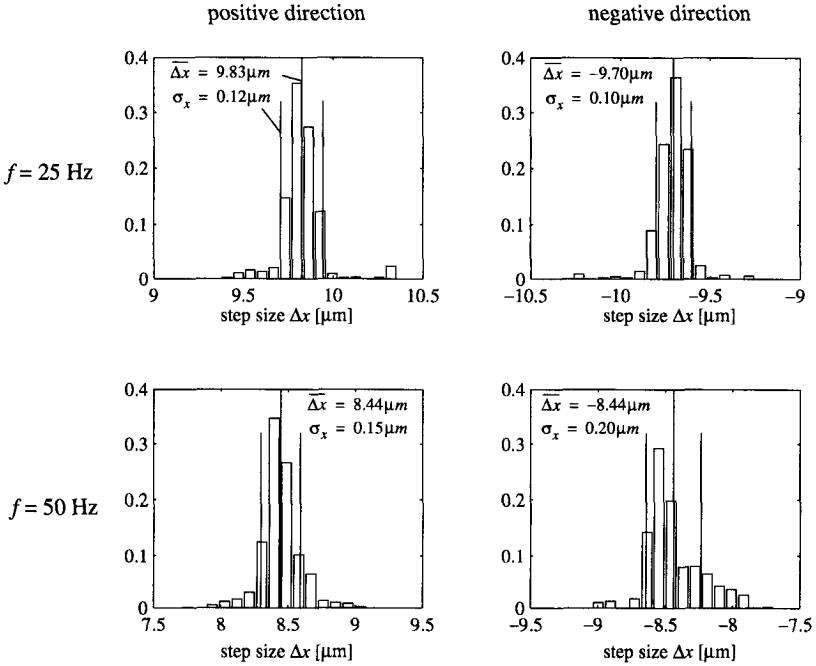 positive direction
negative direction
f = 25 Hz
0.4
0.3
0.2
0.1
0
Δx = 9.83μm
σx = 0.12μm
9
9.5
10
10.5
step size Δx [μm]
0.4
0.3
0.2
0.1
0
Δx = −9.70μm
σx = 0.10μm
−10.5
−10
−9.5
−9
step size Δx [μm]
f = 50 Hz
0.4
0.3
0.2
0.1
0
Δx = 8.44μm
σx = 0.15μm
7.5
8
8.5
9
9.5
step size Δx [μm]
0.4
0.3
0.2
0.1
0
Δx = −8.44μm
σx = 0.20μm
−9.5
−9
−8.5
−8
−7.5
step size Δx [μm]